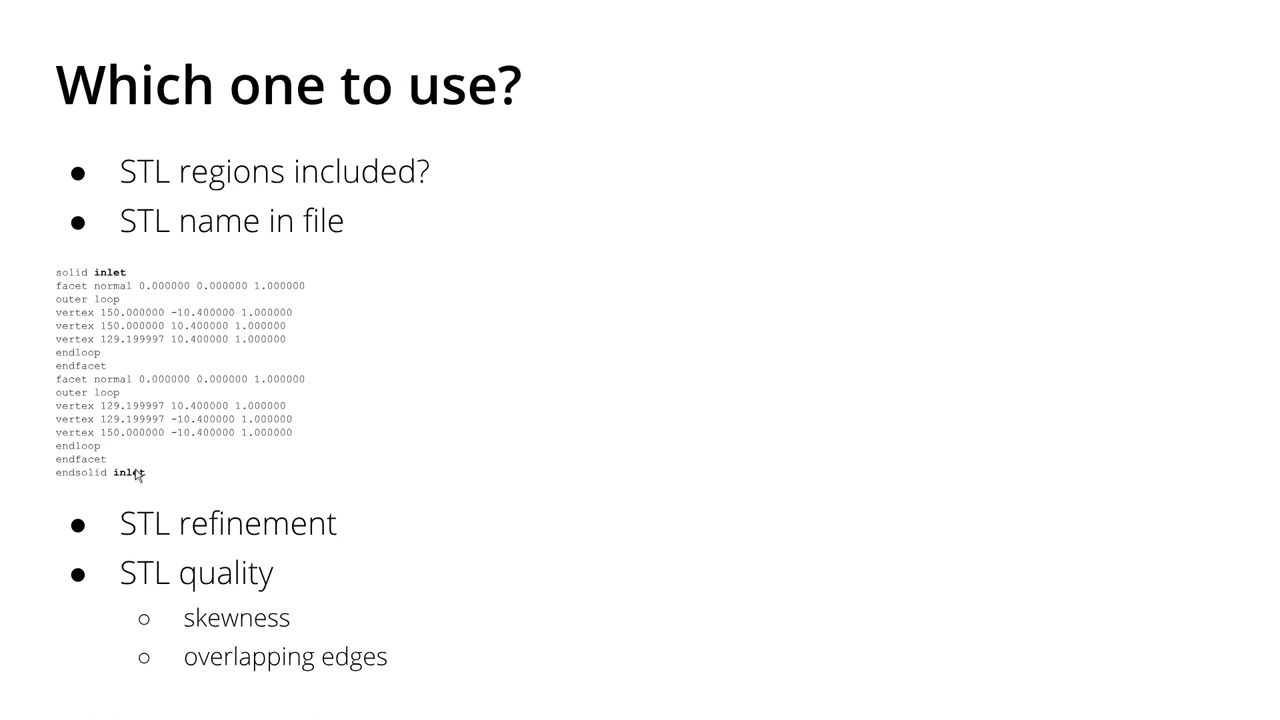 Which one to use?
● STL regions included?
● STL name in file
solid inlet
facet normal 0.000000 0.000000 1.000000
outer loop
vertex 150.000000 -10.400000 1.000000
vertex 150.000000 10.400000 1.000000
vertex 129.199997 10.400000 1.000000
endloop
endfacet
facet normal 0.000000 0.000000 1.000000
outer loop
vertex 129.199997 10.400000 1.000000
vertex 129.199997 -10.400000 1.000000
vertex 150.000000 -10.400000 1.000000
endloop
endfacet
endsolid inlet
● STL refinement
● STL quality
○ skewness
○ overlapping edges